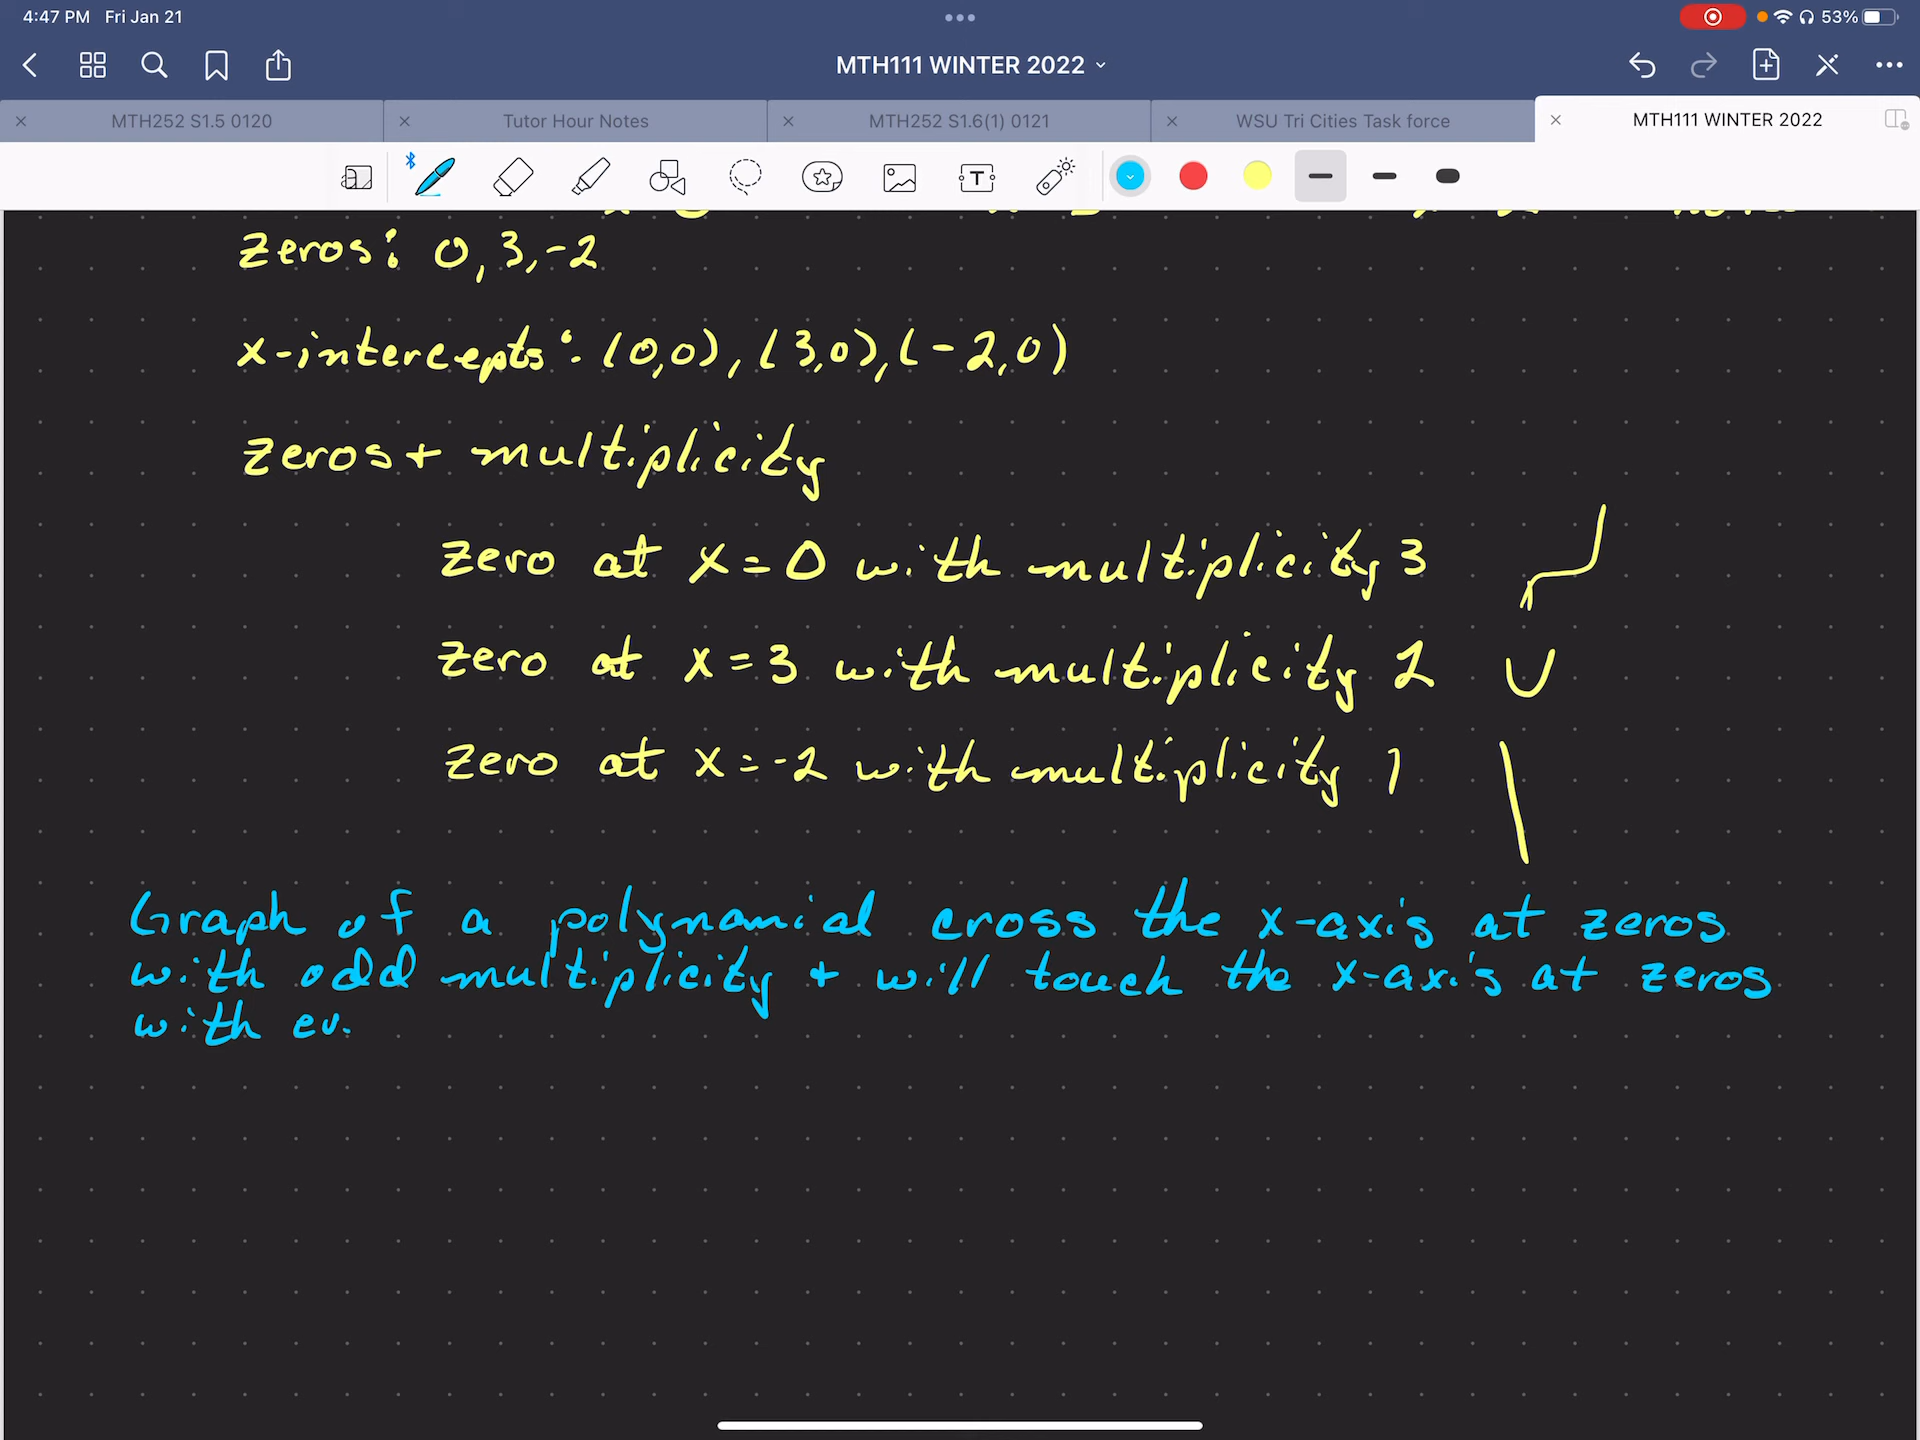 4:47 PM Fri Jan 21
53%
MTH111 WINTER 2022
MTH252 S1.5 0120
Tutor Hour Notes
MTH252 S1.6(1) 0121
WSU Tri Cities Task force
MTH111 WINTER 2022
zeros: 0, 3, -2
x-intercepts: (0,0), (3,0), (-2,0)
zeros + multiplicity
zero at x=0 with multiplicity 3
zero at x=3 with multiplicity 2
zero at x=-2 with multiplicity 1
Graph of a polynomial cross the x-axis at zeros
with odd multiplicity + will touch the x-axis at zeros
with ev